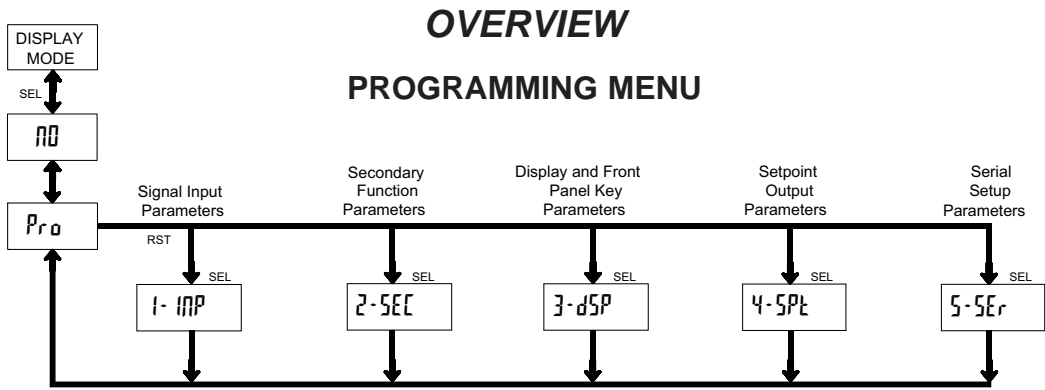 OVERVIEW
PROGRAMMING MENU
DISPLAY
MODE
SEL
NO
Pro
RST
Signal Input
Parameters
SEL
1-INP
Secondary
Function
Parameters
SEL
2-SEC
Display and Front
Panel Key
Parameters
SEL
3-dSP
Setpoint
Output
Parameters
SEL
4-SPt
Serial
Setup
Parameters
SEL
5-SEr